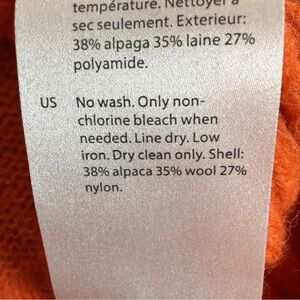 température. Nettoyer à
sec seulement. Exterieur:
38% alpaga 35% laine 27%
polyamide.
US No wash. Only non-
chlorine bleach when
needed. Line dry. Low
iron. Dry clean only. Shell:
38% alpaca 35% wool 27%
nylon.